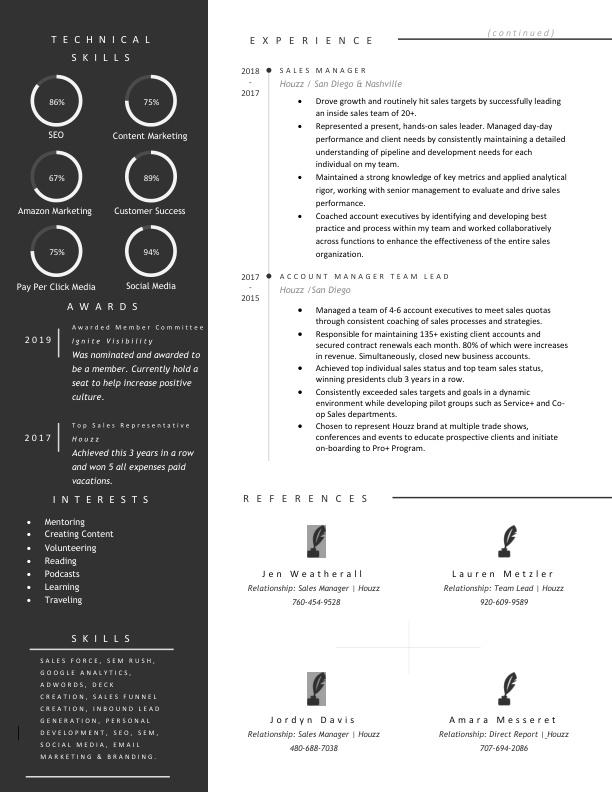 TECHNICAL
SKILLS
86%
75%
SEO
Content Marketing
67%
89%
Amazon Marketing
Customer Success
75%
94%
Pay Per Click Media
Social Media
AWARDS
2019
Awarded Member Committee
Ignite Visibility
Was nominated and awarded to
be a member. Currently hold a
seat to help increase positive
culture.
2017
Top Sales Representative
Houzz
Achieved this 3 years in a row
and won 5 all expenses paid
vacations.
INTERESTS
• Mentoring
• Creating Content
• Volunteering
• Reading
• Podcasts
• Learning
• Traveling
SKILLS
SALES FORCE, SEM RUSH,
GOOGLE ANALYTICS,
ADWORDS, DECK
CREATION, SALES FUNNEL
CREATION, INBOUND LEAD
GENERATION, PERSONAL
DEVELOPMENT, SEO, SEM,
SOCIAL MEDIA, EMAIL
MARKETING & BRANDING.
EXPERIENCE
(continued)
2018
-
2017
SALES MANAGER
Houzz / San Diego & Nashville
• Drove growth and routinely hit sales targets by successfully leading
an inside sales team of 20+.
• Represented a present, hands-on sales leader. Managed day-day
performance and client needs by consistently maintaining a detailed
understanding of pipeline and development needs for each
individual on my team.
• Maintained a strong knowledge of key metrics and applied analytical
rigor, working with senior management to evaluate and drive sales
performance.
• Coached account executives by identifying and developing best
practice and process within my team and worked collaboratively
across functions to enhance the effectiveness of the entire sales
organization.
2017
-
2015
ACCOUNT MANAGER TEAM LEAD
Houzz /San Diego
• Managed a team of 4-6 account executives to meet sales quotas
through consistent coaching of sales processes and strategies.
• Responsible for maintaining 135+ existing client accounts and
secured contract renewals each month. 80% of which were increases
in revenue. Simultaneously, closed new business accounts.
• Achieved top individual sales status and top team sales status,
winning presidents club 3 years in a row.
• Consistently exceeded sales targets and goals in a dynamic
environment while developing pilot groups such as Service+ and Co-
op Sales departments.
• Chosen to represent Houzz brand at multiple trade shows,
conferences and events to educate prospective clients and initiate
on-boarding to Pro+ Program.
REFERENCES
Jen Weatherall
Relationship: Sales Manager | Houzz
760-454-9528
Lauren Metzler
Relationship: Team Lead | Houzz
920-609-9589
Jordyn Davis
Relationship: Sales Manager | Houzz
480-688-7038
Amara Messeret
Relationship: Direct Report | Houzz
707-694-2086